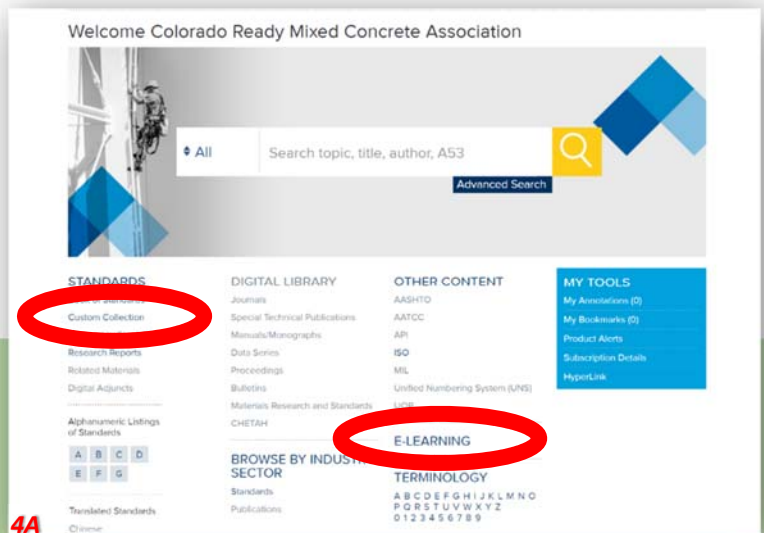 Welcome Colorado Ready Mixed Concrete Association
All
Search topic, title, author, A53
Advanced Search
STANDARDS
Custom Collection
Research Reports
Related Materials
Digital Adjuncts
Alphanumeric Listings
of Standards
A B C D
E F G
Translated Standards
Chinese
DIGITAL LIBRARY
Journals
Special Technical Publications
Manuals/Monographs
Data Series
Proceedings
Bulletins
Materials Research and Standards
CHETAH
BROWSE BY
SECTOR
Standards
Publications
OTHER CONTENT
AASHTO
AATCC
API
ISO
MIL
Unified Numbering System (UNS)
E-LEARNING
TERMINOLOGY
A B C D E F G H I J K L M N O
P Q R S T U V W X Y Z
0 1 2 3 4 5 6 7 8 9
MY TOOLS
My Annotations (0)
My Bookmarks (0)
Product Alerts
Subscription Details
HyperLink
4A